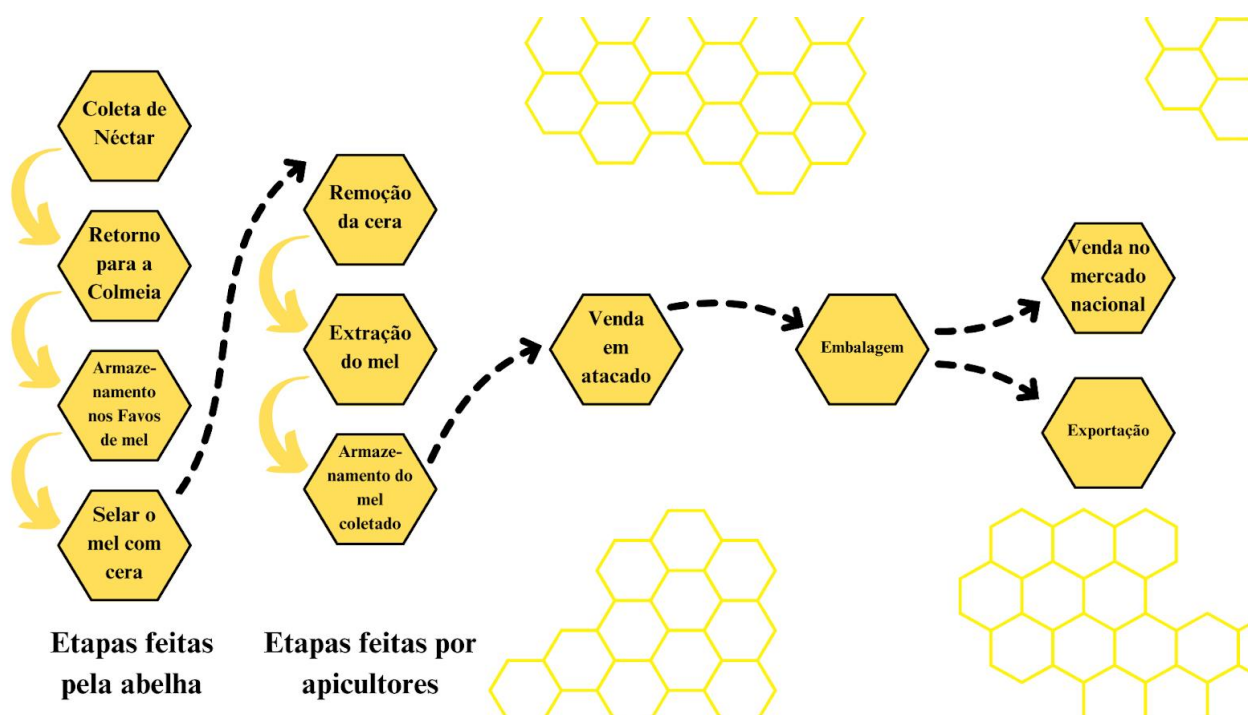 Coleta de
Néctar
Retorno
para a
Colmeia
Armaze-
namento
nos Favos
de mel
Selar o
mel com
cera
Etapas feitas
pela abelha
Remoção
da cera
Extração
do mel
Armaze-
namento do
mel
coletado
Etapas feitas por
apicultores
Venda
em
atacado
Embalagem
Venda no
mercado
nacional
Exportação